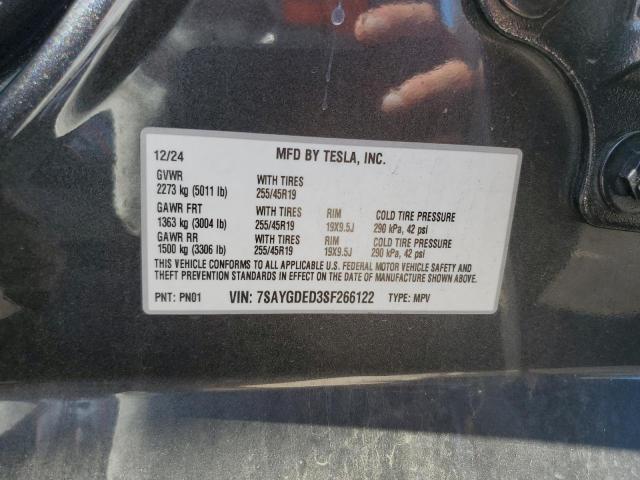 12/24 MFD BY TESLA, INC.
GVWR WITH TIRES
2273 kg (5011 lb) 255/45R19
GAWR FRT WITH TIRES RIM COLD TIRE PRESSURE
1363 kg (3004 lb) 255/45R19 19X9.5J 290 kPa, 42 psi
GAWR RR WITH TIRES RIM COLD TIRE PRESSURE
1500 kg (3306 lb) 255/45R19 19X9.5J 290 kPa, 42 psi
THIS VEHICLE CONFORMS TO ALL APPLICABLE U.S. FEDERAL MOTOR VEHICLE SAFETY AND
THEFT PREVENTION STANDARDS IN EFFECT ON THE DATE OF MANUFACTURE SHOWN ABOVE.
PNT: PN01 VIN: 7SAYGDED3SF266122 TYPE: MPV